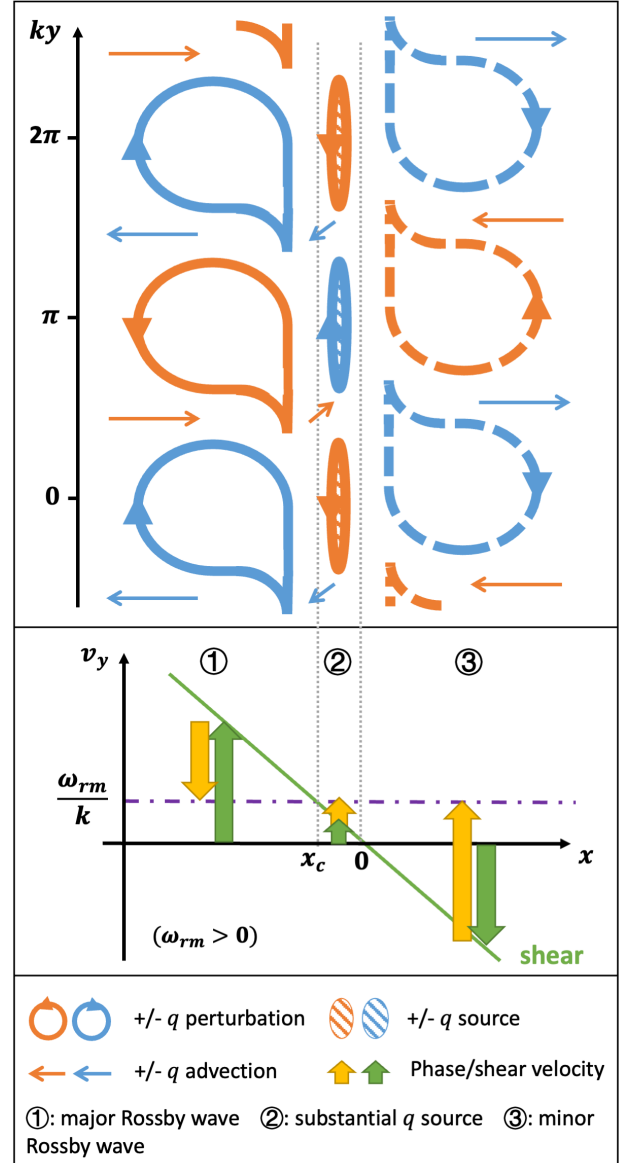 ky
2π
π
0
v_y
① ② ③
ω_rm/k
x_c 0 x
(ω_rm > 0)
shear
+/- q perturbation
+/- q source
+/- q advection
Phase/shear velocity
①: major Rossby wave ②: substantial q source ③: minor
Rossby wave